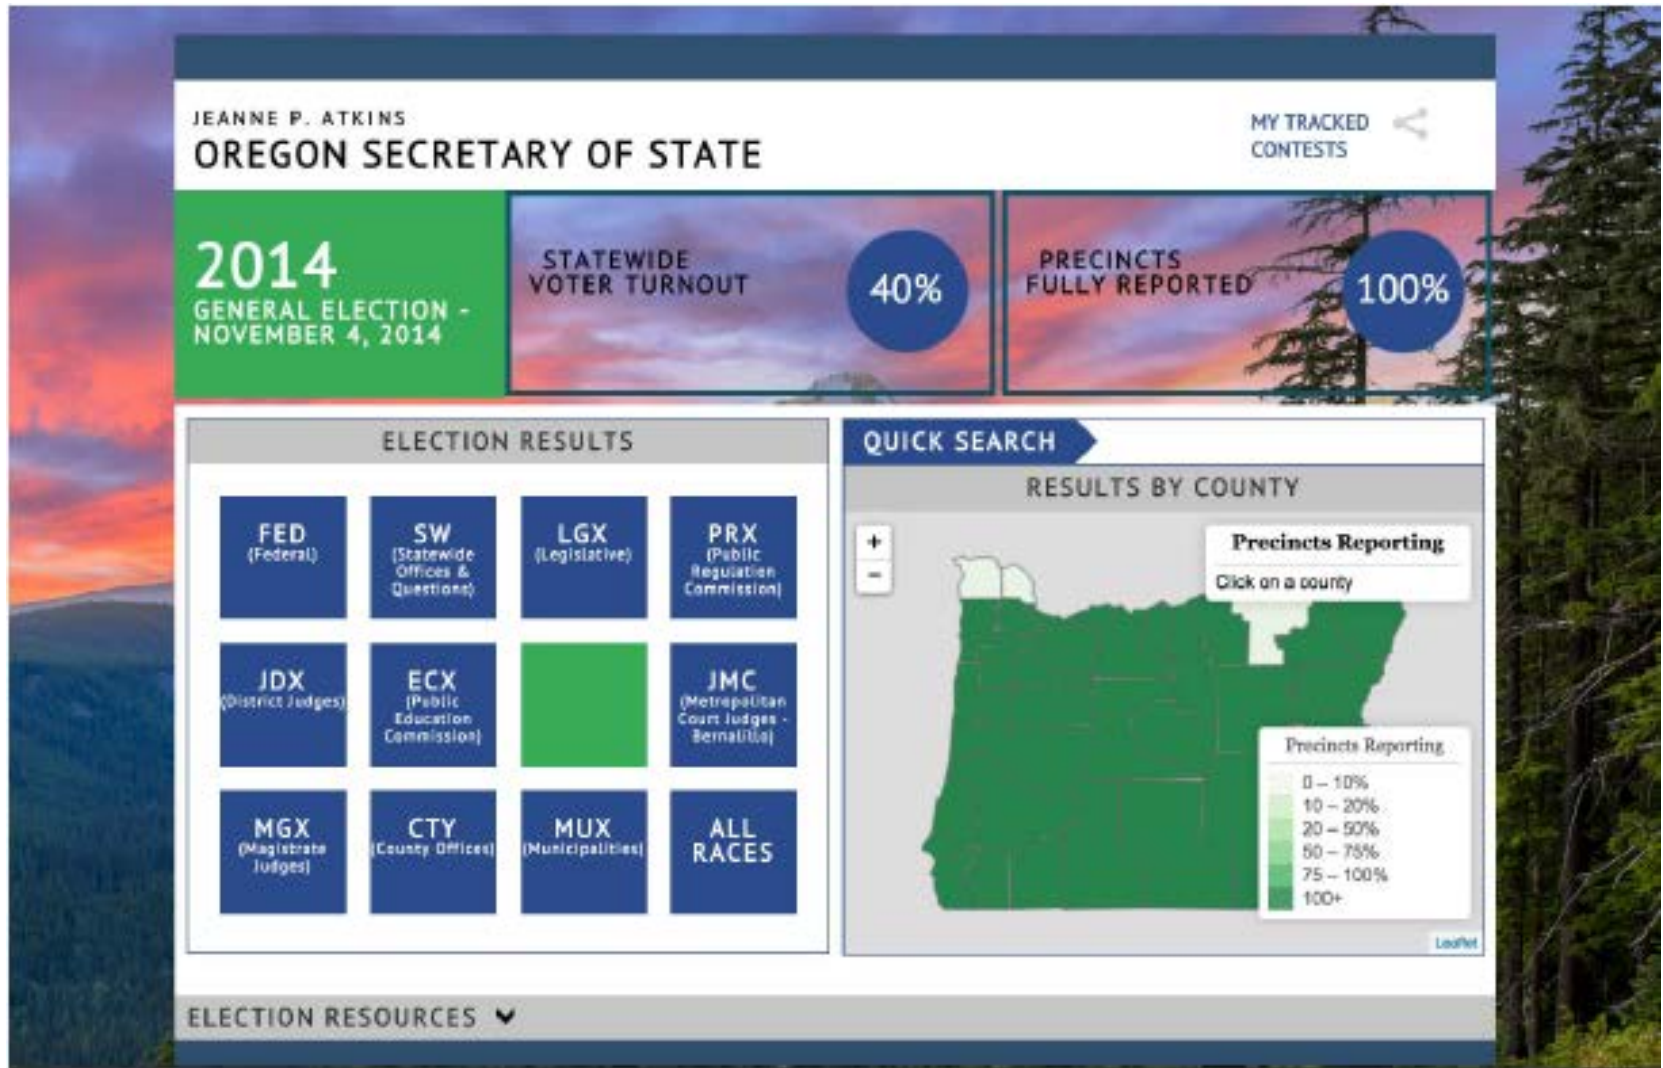 JEANNE P. ATKINS
OREGON SECRETARY OF STATE
MY TRACKED
CONTESTS
2014
GENERAL ELECTION -
NOVEMBER 4, 2014
STATEWIDE
VOTER TURNOUT
40%
PRECINCTS
FULLY REPORTED
100%
ELECTION RESULTS
FED
(Federal)
SW
(Statewide
Offices &
Questions)
LGX
(Legislative)
PRX
(Public
Regulation
Commission)
JDX
(District Judges)
ECX
(Public
Education
Commission)
JMC
(Metropolitan
Court Judges -
Bernalillo)
MGX
(Magistrate
Judges)
CTY
(County Offices)
MUX
(Municipalities)
ALL
RACES
QUICK SEARCH
RESULTS BY COUNTY
+
−
Precincts Reporting
Click on a county
Precincts Reporting
0 – 10%
10 – 20%
20 – 50%
50 – 75%
75 – 100%
100+
Leaflet
ELECTION RESOURCES